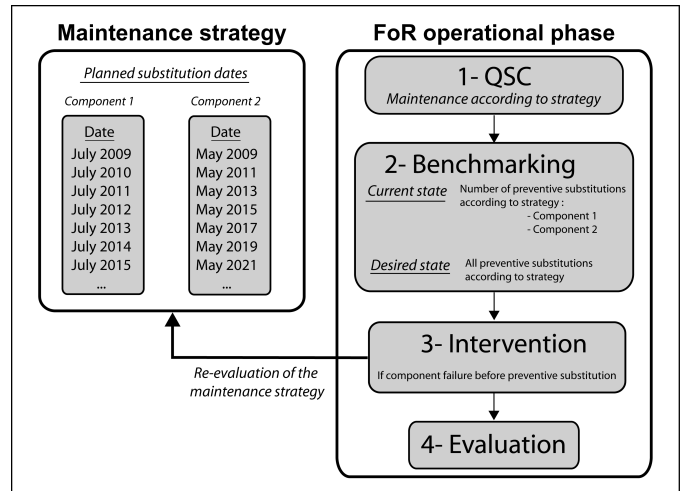 Maintenance strategy
Planned substitution dates
Component 1
Date
July 2009
July 2010
July 2011
July 2012
July 2013
July 2014
July 2015
...
Component 2
Date
May 2009
May 2011
May 2013
May 2015
May 2017
May 2019
May 2021
...
Re-evaluation of the
maintenance strategy
FoR operational phase
1- QSC
Maintenance according to strategy
2- Benchmarking
Current state
Number of preventive substitutions
according to strategy :
- Component 1
- Component 2
Desired state
All preventive substitutions
according to strategy
3- Intervention
If component failure before preventive substitution
4- Evaluation